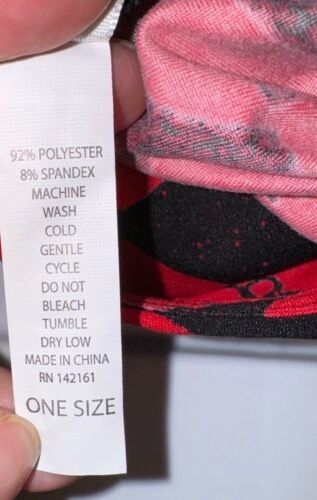 92% POLYESTER
8% SPANDEX
MACHINE
WASH
COLD
GENTLE
CYCLE
DO NOT
BLEACH
TUMBLE
DRY LOW
MADE IN CHINA
RN 142161
ONE SIZE